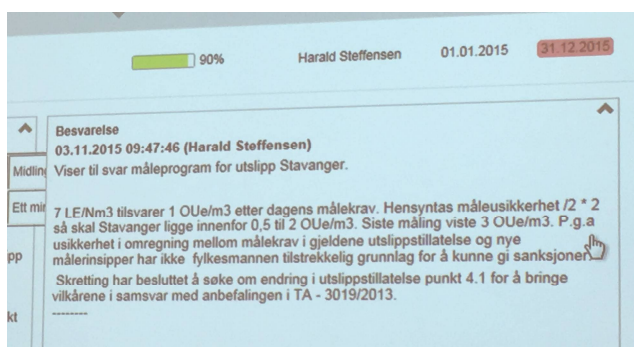 90% Harald Steffensen 01.01.2015 31.12.2015
Besvarelse
03.11.2015 09:47:46 (Harald Steffensen)
Midling
Viser til svar måleprogram for utslipp Stavanger.
Ett mi
7 LE/Nm3 tilsvarer 1 OUe/m3 etter dagens målekrav. Hensyntas måleusikkerhet /2 * 2
så skal Stavanger ligge innenfor 0,5 til 2 OUe/m3. Siste måling viste 3 OUe/m3. P.g.a
usikkerhet i omregning mellom målekrav i gjeldene utslippstillatelse og nye
pp
målerinsipper har ikke fylkesmannen tilstrekkelig grunnlag for å kunne gi sanksjoner.
Skretting har besluttet å søke om endring i utslippstillatelse punkt 4.1 for å bringe
vilkårene i samsvar med anbefalingen i TA - 3019/2013.
kt
--------